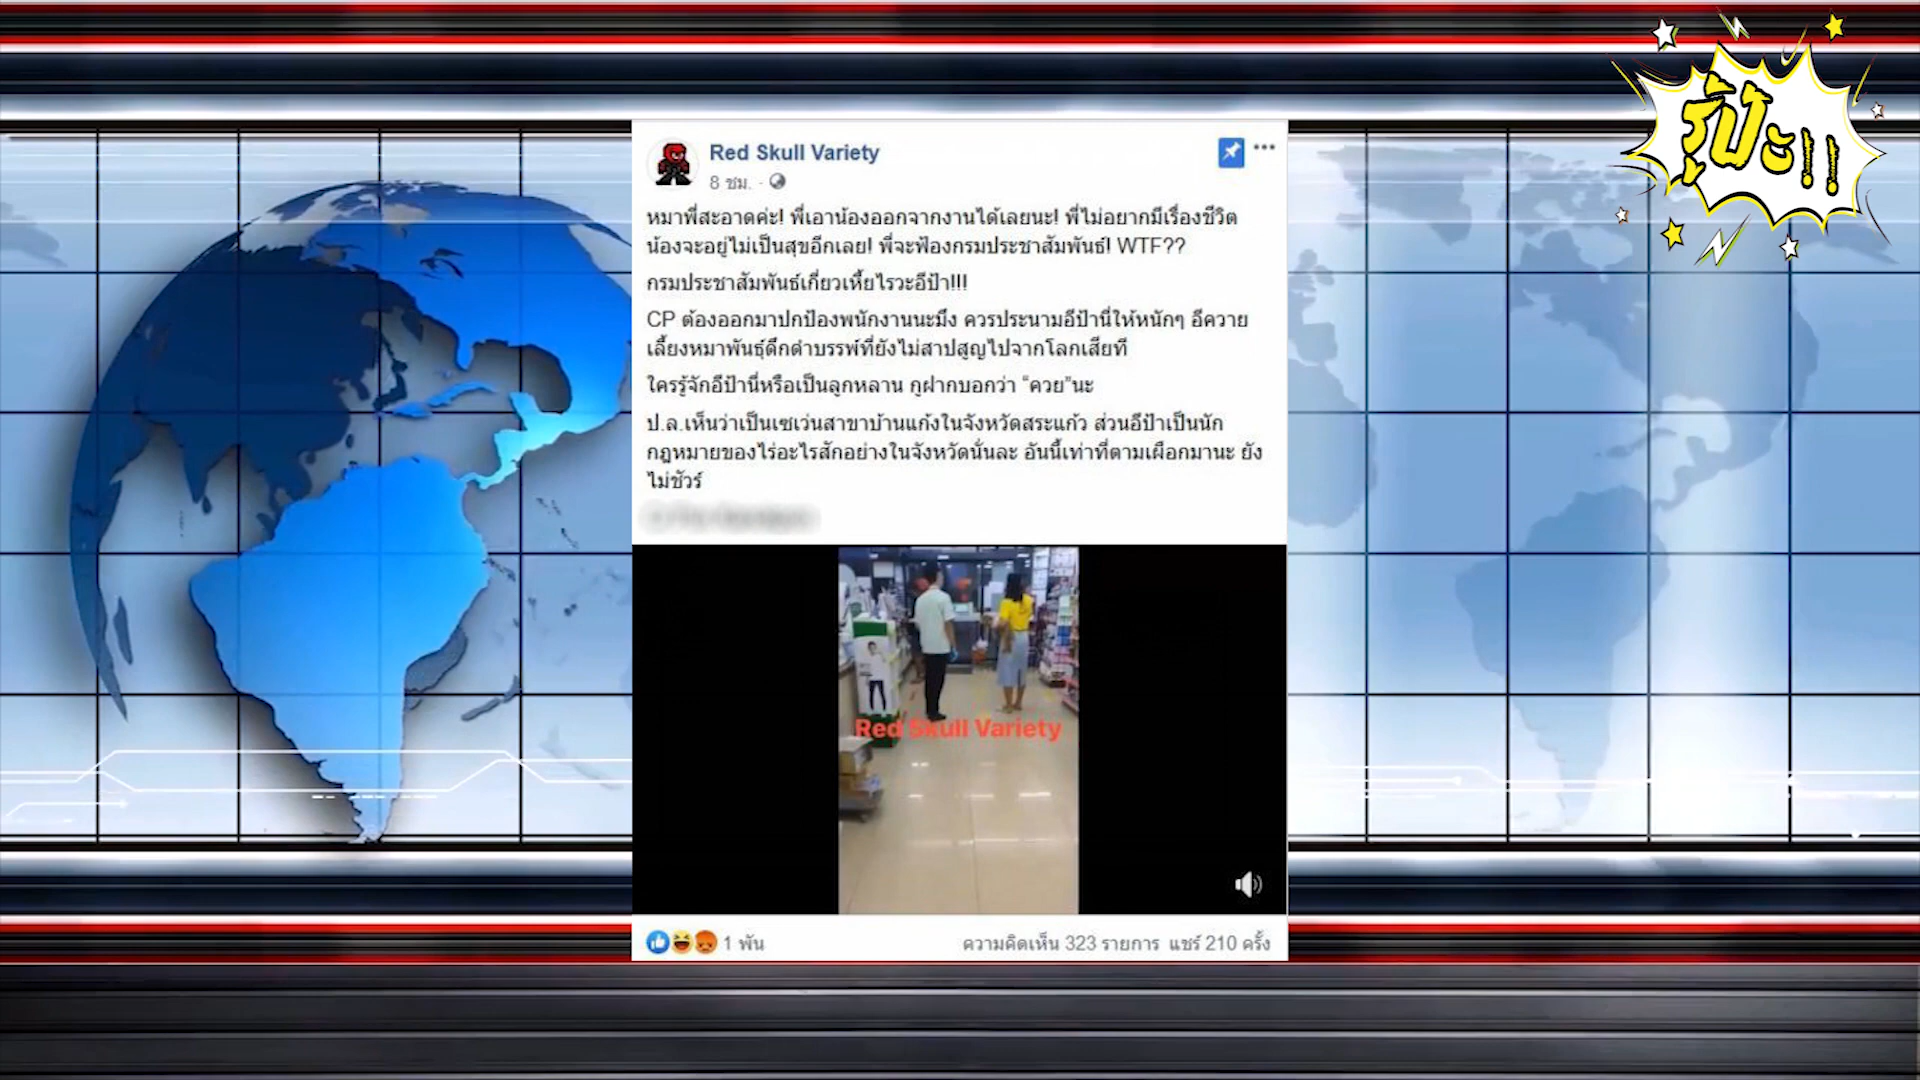 รู้ปะ!!
Red Skull Variety
8 ชม. ·
หมาพี่สะอาดค่ะ! พี่เอาน้องออกจากงานได้เลยนะ! พี่ไม่อยากมีเรื่องชีวิต
น้องจะอยู่ไม่เป็นสุขอีกเลย! พี่จะฟ้องกรมประชาสัมพันธ์! WTF??
กรมประชาสัมพันธ์เกี่ยวเหี้ยไรวะอีป้า!!!
CP ต้องออกมาปกป้องพนักงานนะมึง ควรประนามอีป้านี่ให้หนักๆ อีควาย
เลี้ยงหมาพันธุ์ดึกดำบรรพ์ที่ยังไม่สาปสูญไปจากโลกเสียที
ใครรู้จักอีป้านี่หรือเป็นลูกหลาน กูฝากบอกว่า “ควย”นะ
ป.ล.เห็นว่าเป็นเซเว่นสาขาบ้านแก้งในจังหวัดสระแก้ว ส่วนอีป้าเป็นนัก
กฎหมายของไร่อะไรสักอย่างในจังหวัดนั่นละ อันนี้เท่าที่ตามเผือกมานะ ยัง
ไม่ชัวร์
Red Skull Variety
1 พัน
ความคิดเห็น 323 รายการ แชร์ 210 ครั้ง